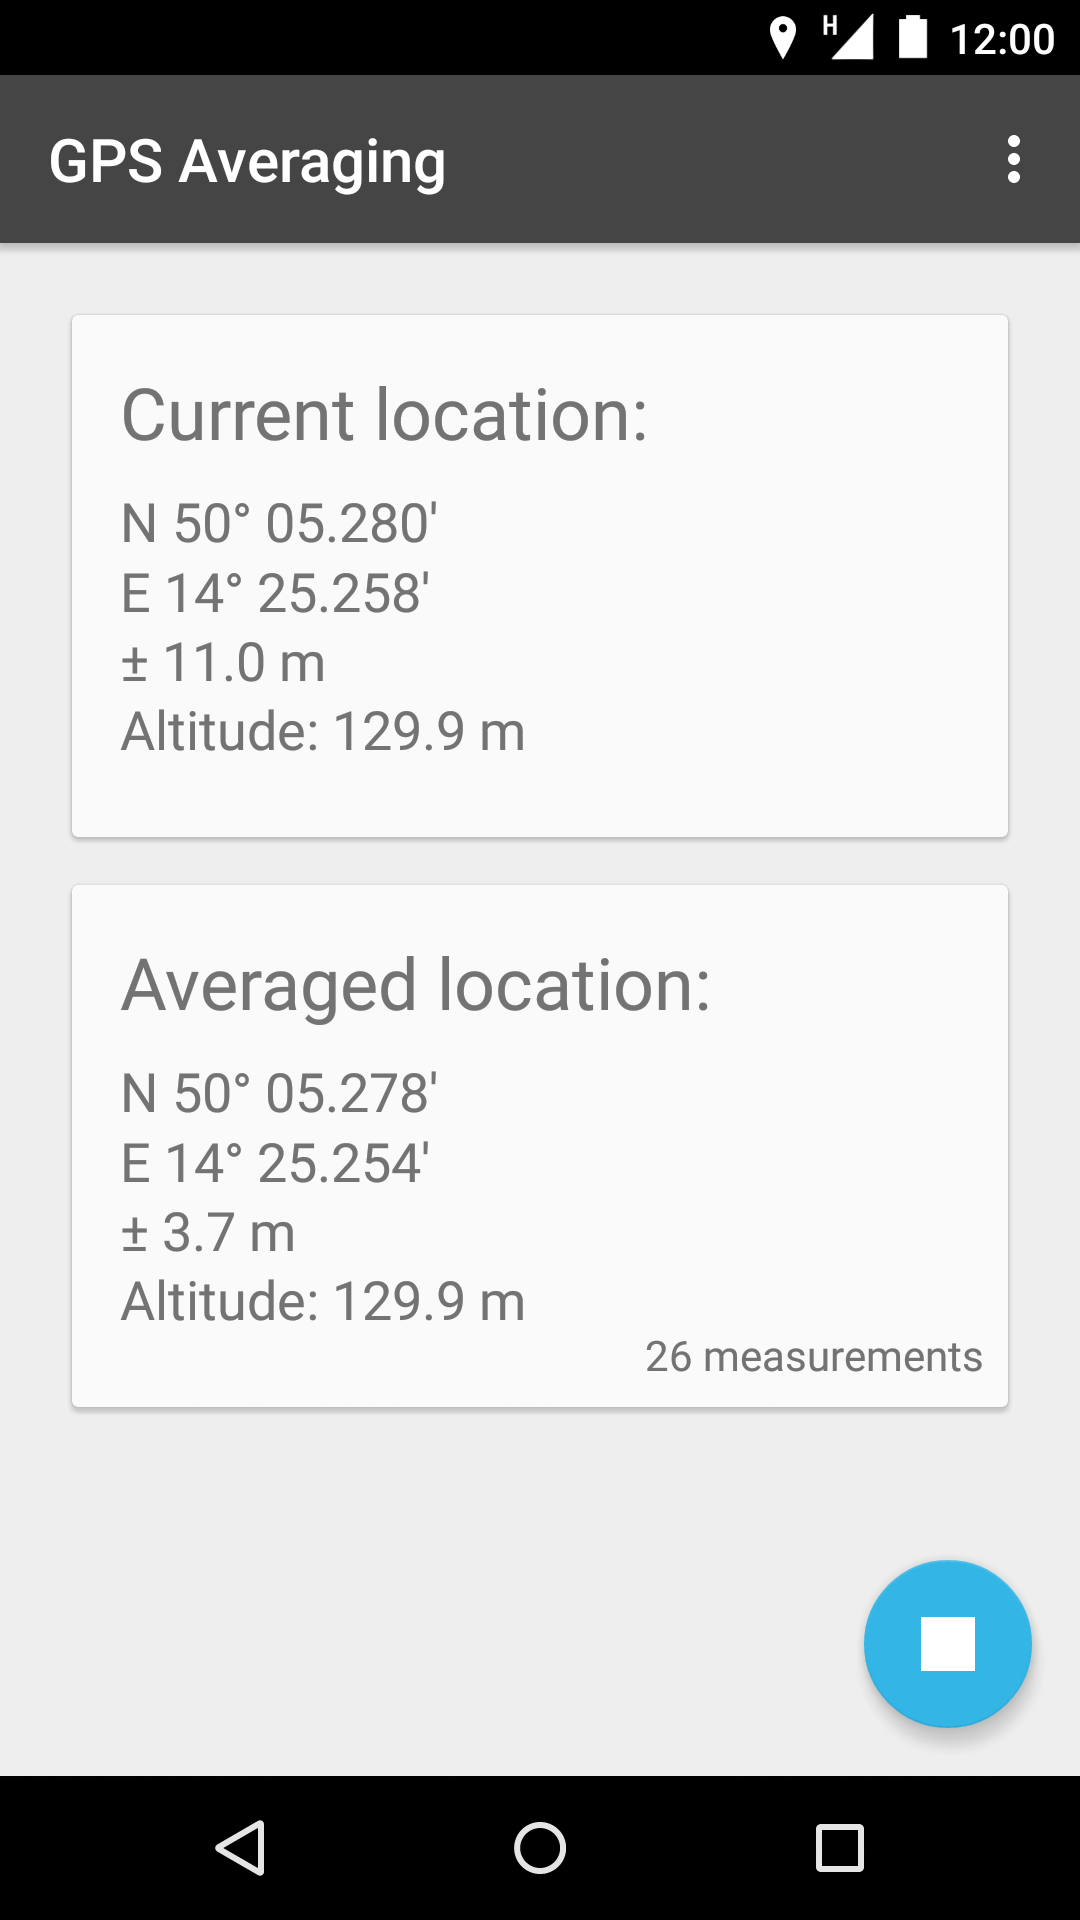 H 12:00
GPS Averaging
Current location:
N 50° 05.280'
E 14° 25.258'
± 11.0 m
Altitude: 129.9 m
Averaged location:
N 50° 05.278'
E 14° 25.254'
± 3.7 m
Altitude: 129.9 m
26 measurements